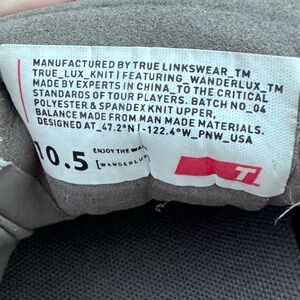 MANUFACTURED BY TRUE LINKSWEAR_TM
TRUE_LUX_KNIT | FEATURING_WANDERLUX_TM
MADE BY EXPERTS IN CHINA_TO THE CRITICAL
STANDARDS OF TOUR PLAYERS. BATCH NO_04
POLYESTER & SPANDEX KNIT UPPER,
BALANCE MADE FROM MAN MADE MATERIALS.
DESIGNED AT_47.2°N | -122.4°W_PNW_USA
10.5
ENJOY THE
T